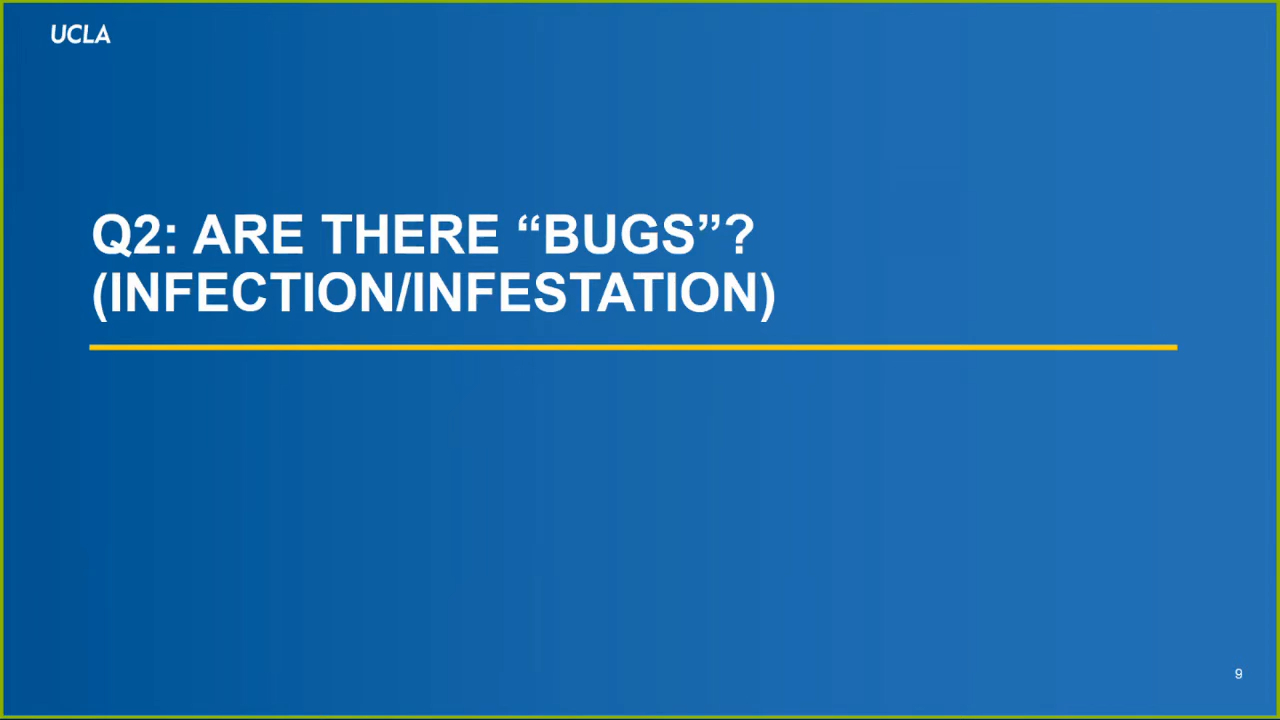 UCLA
Q2: ARE THERE “BUGS”?
(INFECTION/INFESTATION)
9